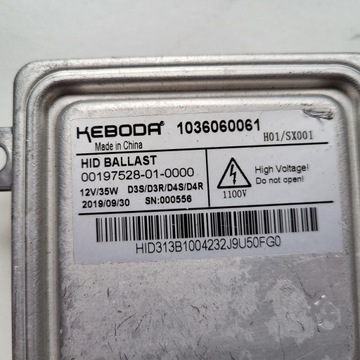 KEBODA® 1036060061
Made in China
H01/SX001
HID BALLAST
00197528-01-0000
12V/35W D3S/D3R/D4S/D4R
2019/09/30 SN:000556
1100V
High Voltage!
Do not open.
HID313B1004232J9U50FG0